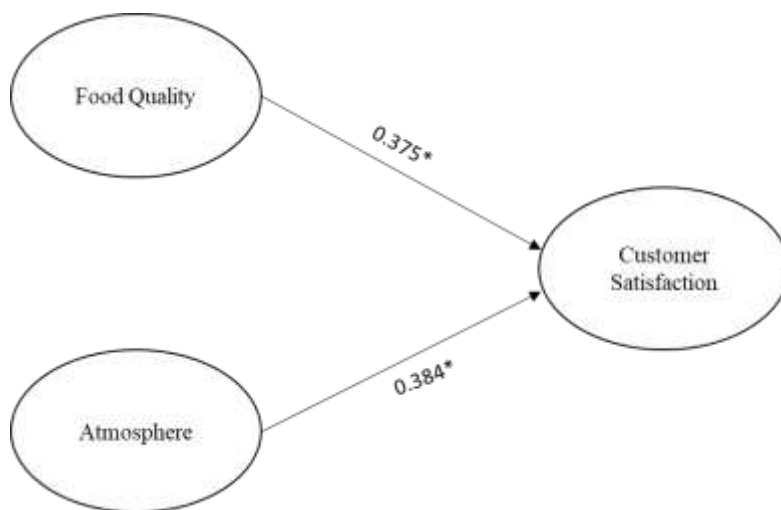 Food Quality
0.375*
Customer
Satisfaction
0.384*
Atmosphere